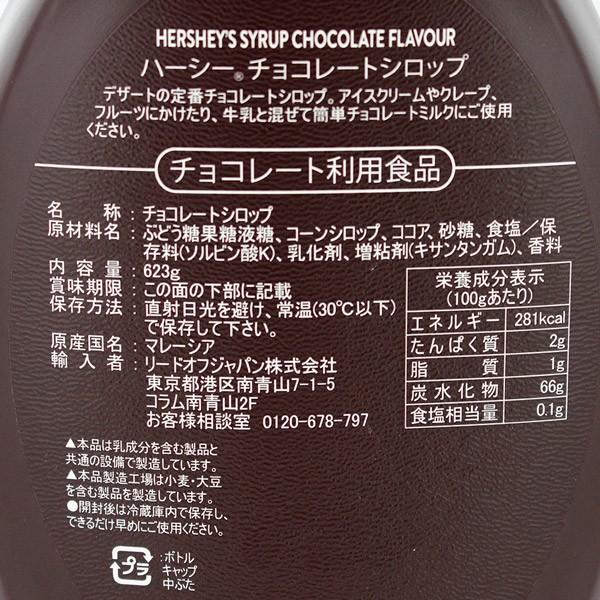 HERSHEY'S SYRUP CHOCOLATE FLAVOUR
ハーシー®チョコレートシロップ
デザートの定番チョコレートシロップ。アイスクリームやクレープ、
フルーツにかけたり、牛乳と混ぜて簡単チョコレートミルクにご使用
ください。
チョコレート利用食品
名称:チョコレートシロップ
原材料名:ぶどう糖果糖液糖、コーンシロップ、ココア、砂糖、食塩/保
存料(ソルビン酸K)、乳化剤、増粘剤(キサンタンガム)、香料
内容量:623g
賞味期限:この面の下部に記載
保存方法:直射日光を避け、常温(30℃以下)
で保存して下さい。
原産国名:マレーシア
輸入者:リードオフジャパン株式会社
東京都港区南青山7-1-5
コラム南青山2F
お客様相談室 0120-678-797
栄養成分表示
(100gあたり)
エネルギー 281kcal
たんぱく質 2g
脂質 1g
炭水化物 66g
食塩相当量 0.1g
▲本品は乳成分を含む製品と
共通の設備で製造しています。
▲本品製造工場は小麦・大豆
を含む製品を製造しています。
●開封後は冷蔵庫内で保存し、
できるだけ早めにご使用ください。
プラ
:ボトル
キャップ
中ぶた